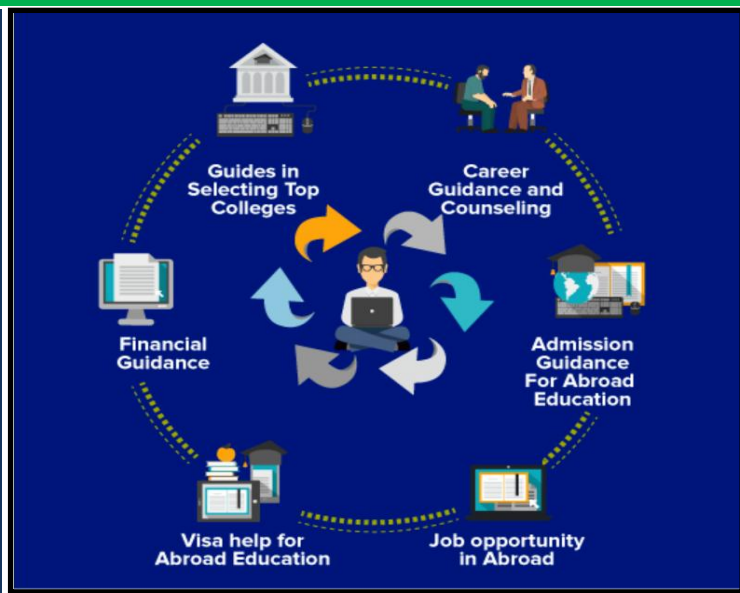 Guides in
Selecting Top
Colleges
Career
Guidance and
Counseling
Financial
Guidance
Admission
Guidance
For Abroad
Education
Visa help for
Abroad Education
Job opportunity
in Abroad